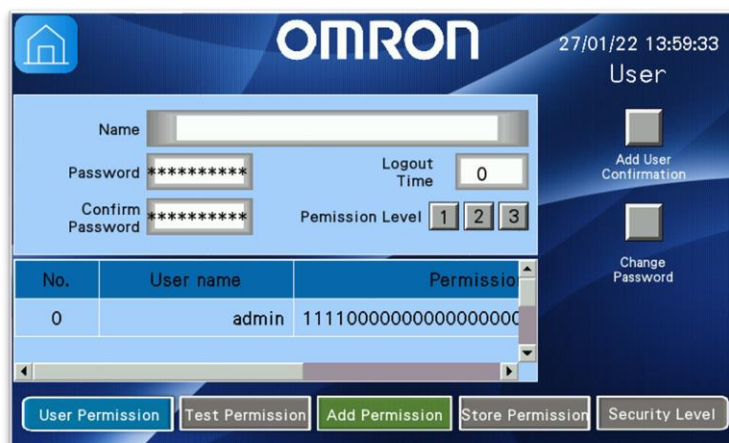 OMRON
27/01/22 13:59:33
User
Name
Password **********
Logout
Time
0
Confirm
Password
**********
Pemission Level 1 2 3
Add User
Confirmation
Change
Password
No. User name Permissio
0 admin 11110000000000000000
User Permission Test Permission Add Permission Store Permission Security Level